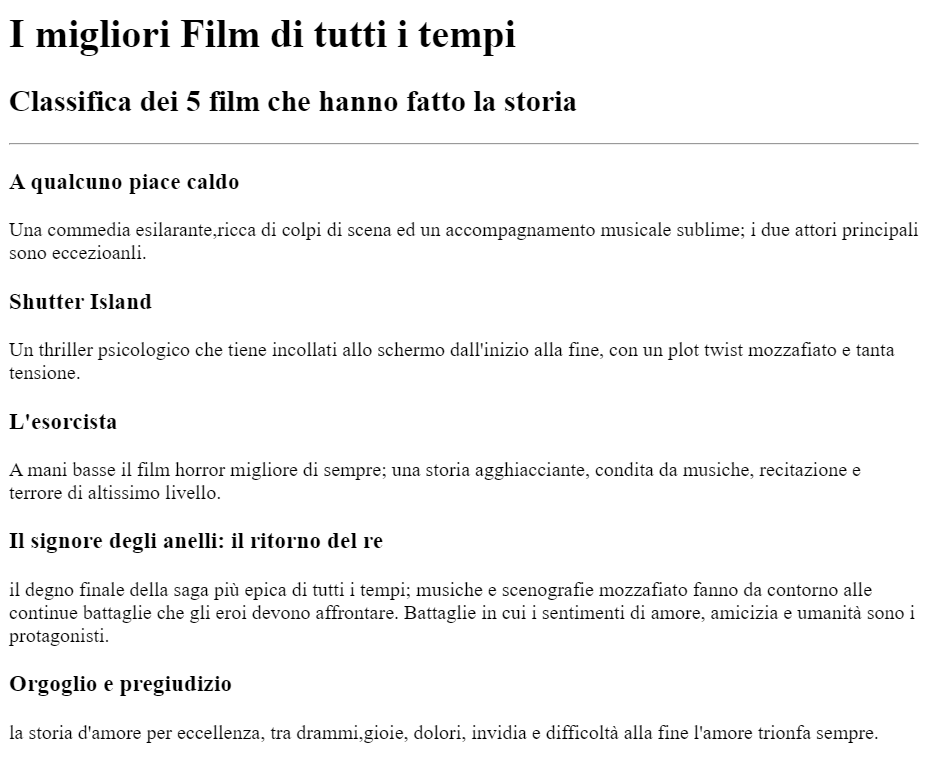 I migliori Film di tutti i tempi
Classifica dei 5 film che hanno fatto la storia
A qualcuno piace caldo
Una commedia esilarante,ricca di colpi di scena ed un accompagnamento musicale sublime; i due attori principali
sono eccezioanli.
Shutter Island
Un thriller psicologico che tiene incollati allo schermo dall'inizio alla fine, con un plot twist mozzafiato e tanta
tensione.
L'esorcista
A mani basse il film horror migliore di sempre; una storia agghiacciante, condita da musiche, recitazione e
terrore di altissimo livello.
Il signore degli anelli: il ritorno del re
il degno finale della saga più epica di tutti i tempi; musiche e scenografie mozzafiato fanno da contorno alle
continue battaglie che gli eroi devono affrontare. Battaglie in cui i sentimenti di amore, amicizia e umanità sono i
protagonisti.
Orgoglio e pregiudizio
la storia d'amore per eccellenza, tra drammi,gioie, dolori, invidia e difficoltà alla fine l'amore trionfa sempre.